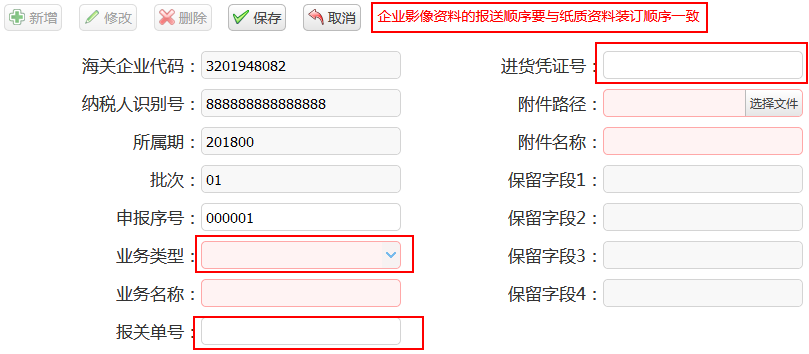 新增 修改 删除 保存 取消 企业影像资料的报送顺序要与纸质资料装订顺序一致
海关企业代码： 3201948082 进货凭证号：
纳税人识别号： 888888888888888 附件路径： 选择文件
所属期： 201800 附件名称：
批次： 01 保留字段1：
申报序号： 000001 保留字段2：
业务类型： 保留字段3：
业务名称： 保留字段4：
报关单号：